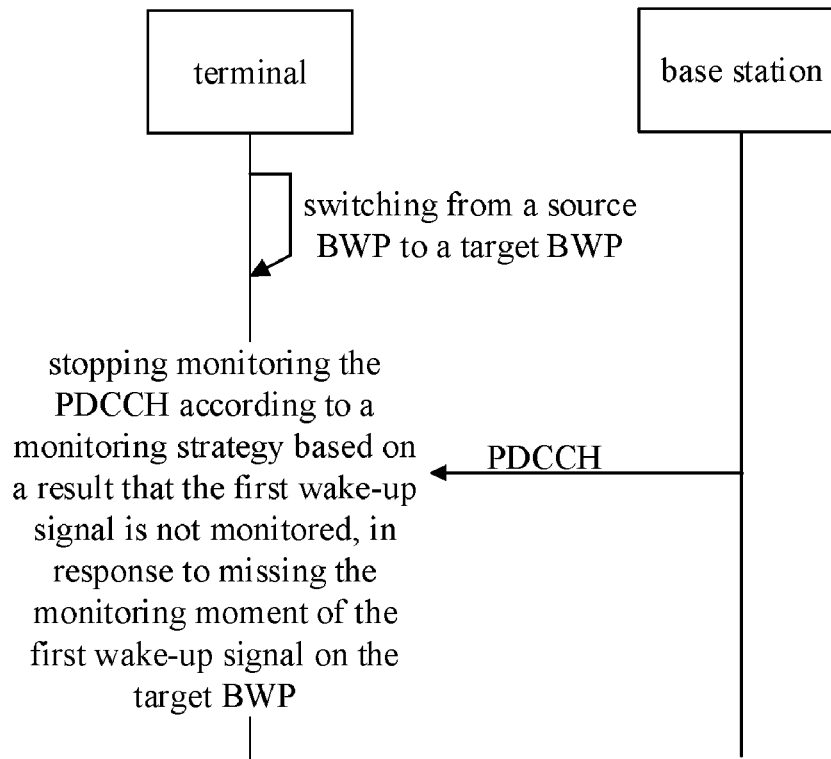 terminal
base station
switching from a source
BWP to a target BWP
stopping monitoring the
PDCCH according to a
monitoring strategy based on
a result that the first wake-up
signal is not monitored, in
response to missing the
monitoring moment of the
first wake-up signal on the
target BWP
PDCCH